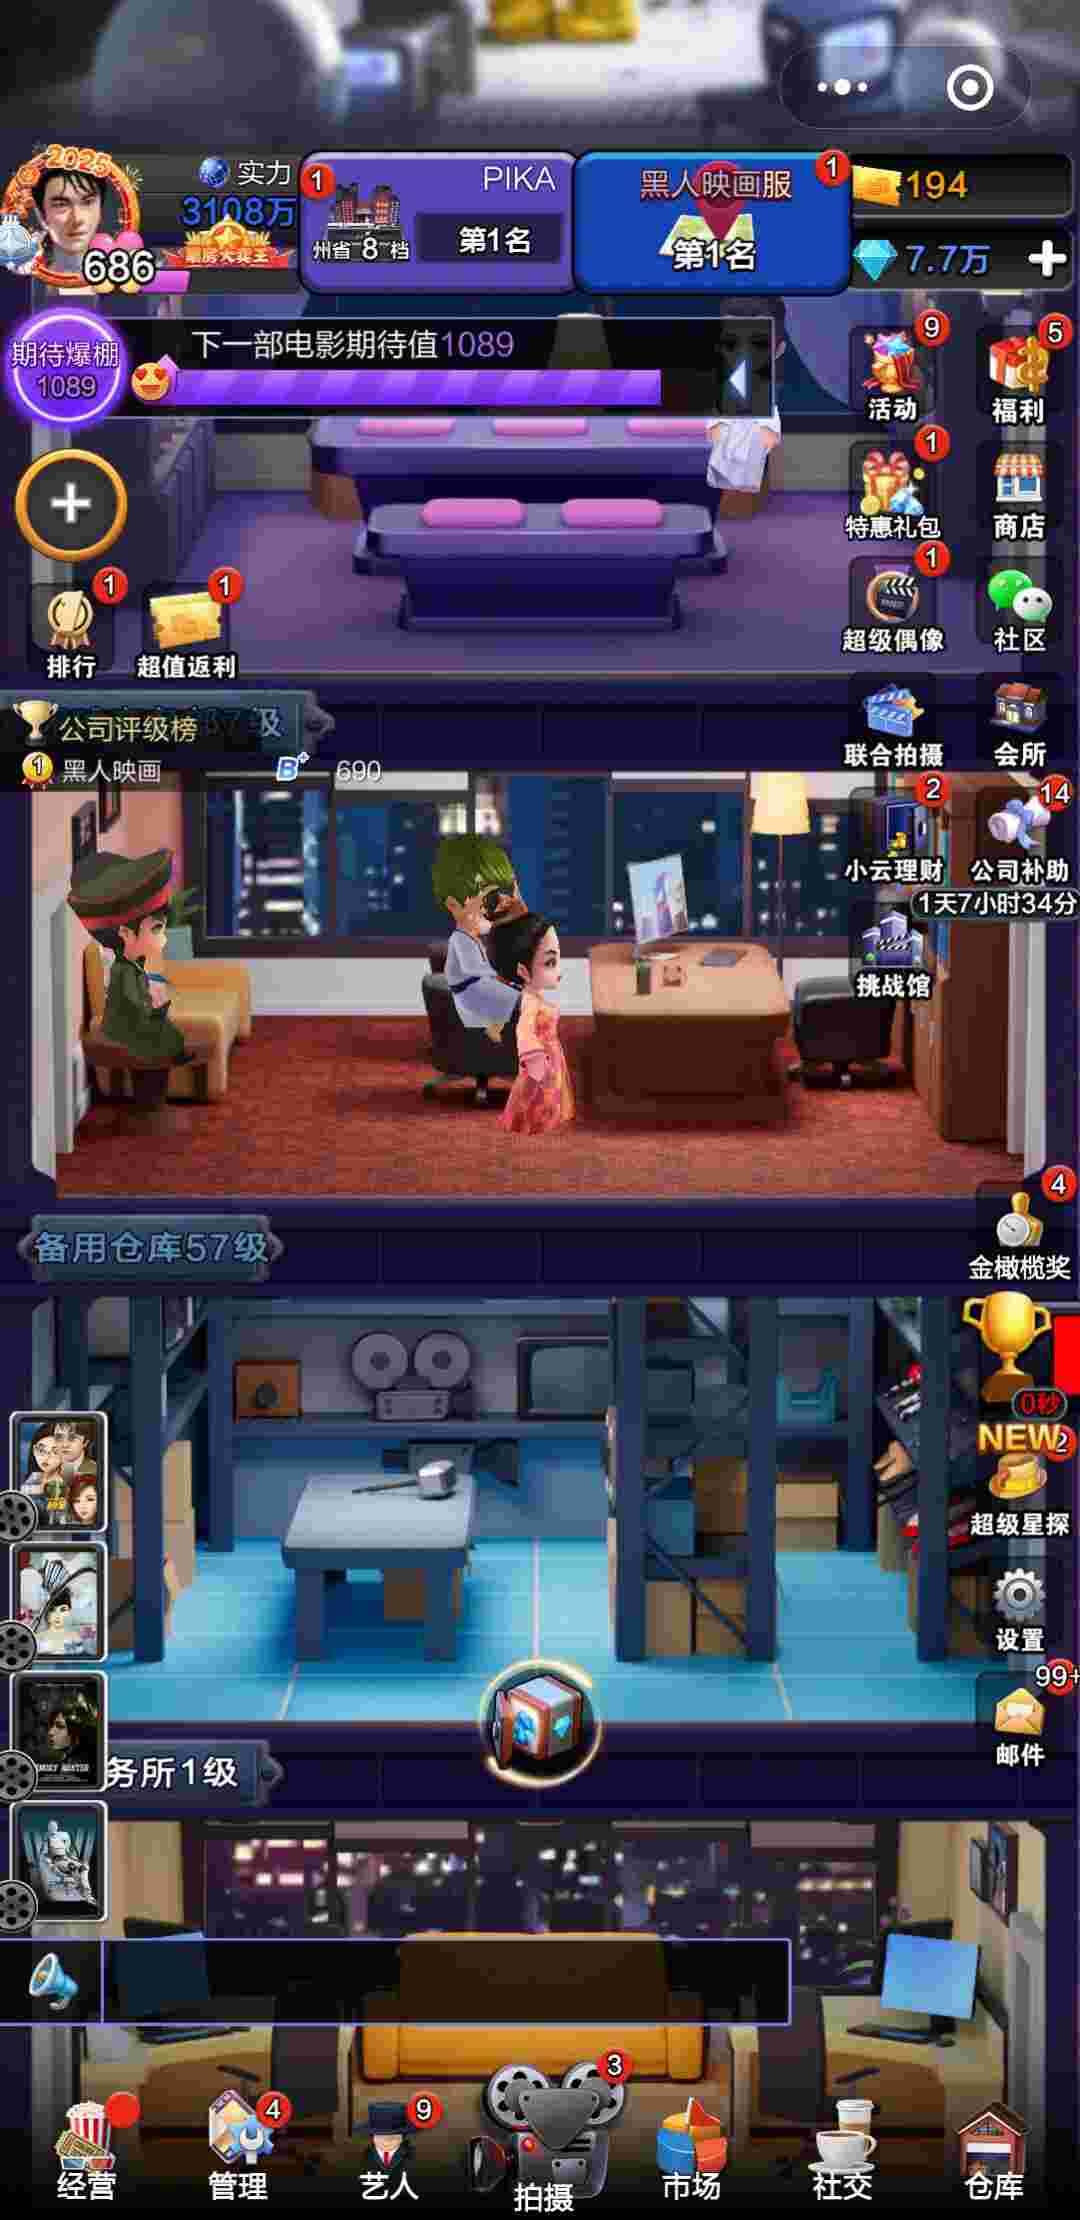 2025
实力
3108万
票房大卖王
686
1
PIKA
州省 8 档
第1名
黑人映画服
1
第1名
194
7.7万
期待爆棚
1089
下一部电影期待值1089
9
活动
5
福利
1
特惠礼包
商店
1
排行
1
超值返利
1
超级偶像
社区
7级
公司评级榜
1
黑人映画
B+
690
联合拍摄
会所
2
小云理财
14
公司补助
1天7小时34分
挑战馆
4
金橄榄奖
备用仓库57级
0秒
NEW
2
超级星探
设置
99+
邮件
务所1级
经营
4
管理
9
艺人
3
拍摄
市场
社交
仓库